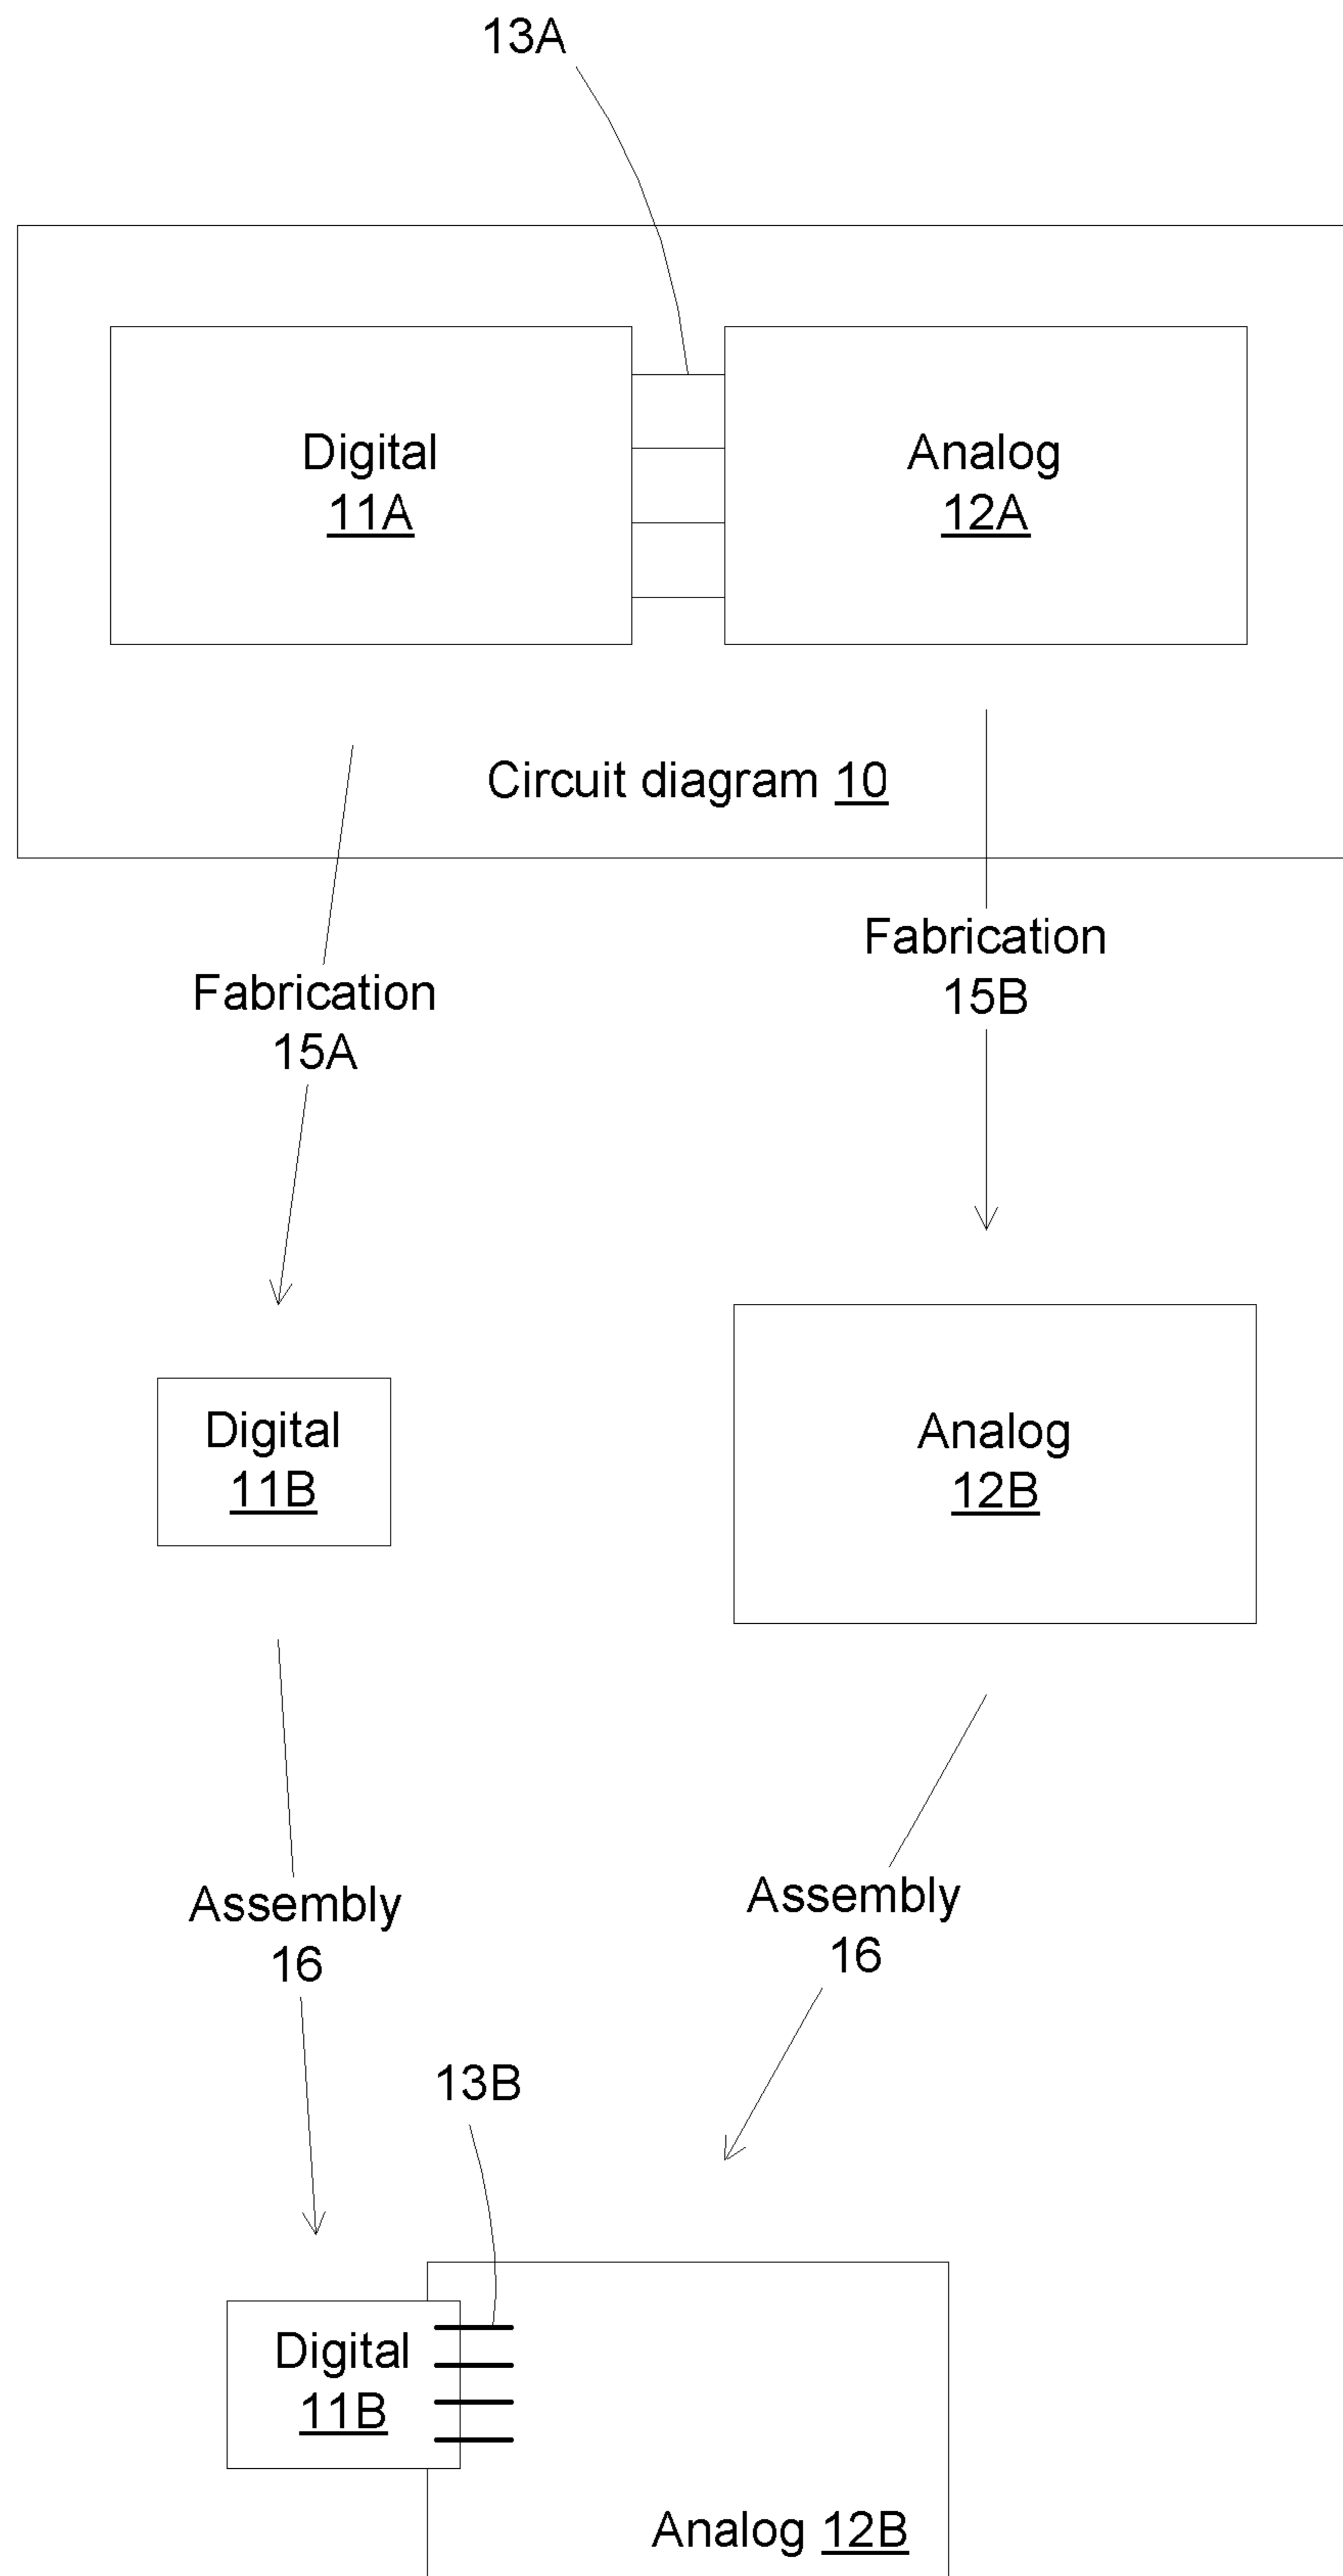 13A
Digital
11A
Analog
12A
Circuit diagram 10
Fabrication
15A
Fabrication
15B
Digital
11B
Analog
12B
Assembly
16
Assembly
16
13B
Digital
11B
Analog 12B